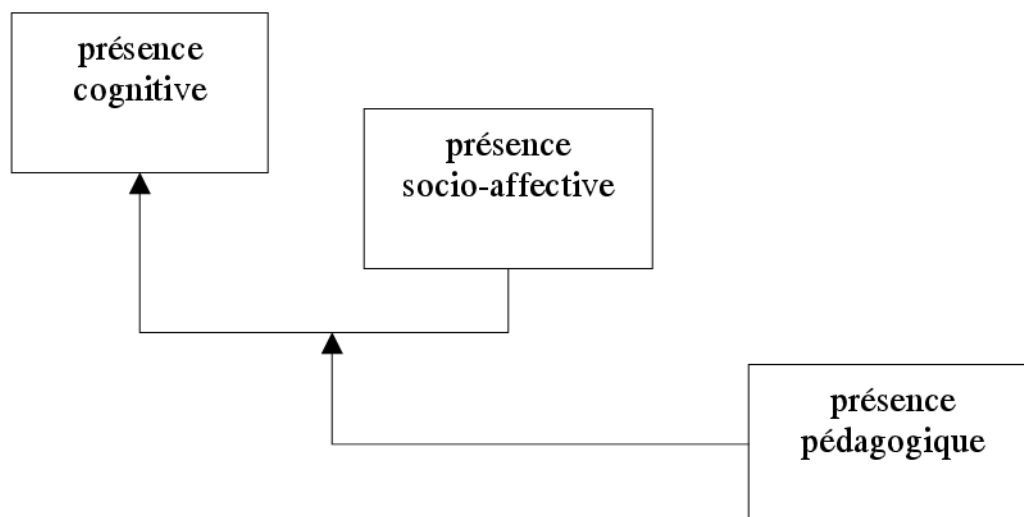 présence
cognitive
présence
socio-affective
présence
pédagogique